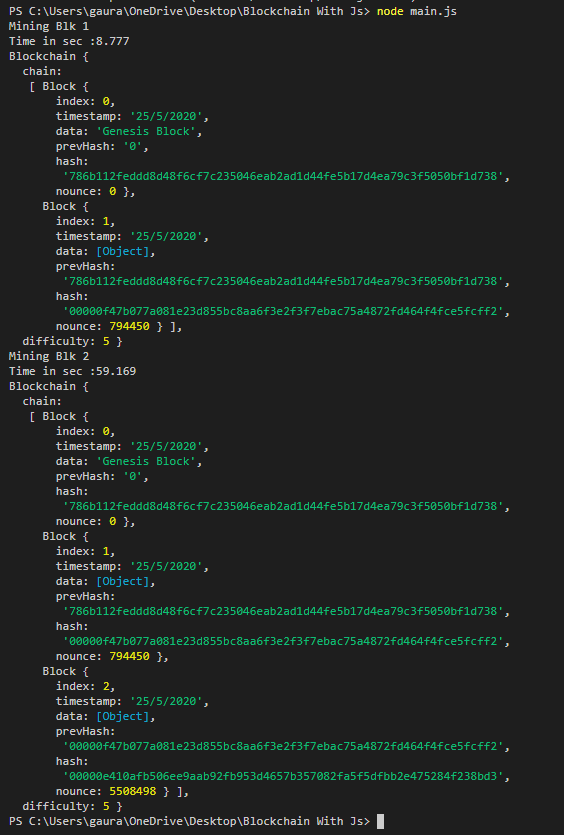 PS C:\Users\gaura\OneDrive\Desktop\Blockchain With Js> node main.js
Mining Blk 1
Time in sec :8.777
Blockchain {
chain:
[ Block {
index: 0,
timestamp: '25/5/2020',
data: 'Genesis Block',
prevHash: '0',
hash:
'786b112feddd8d48f6cf7c235046eab2ad1d44fe5b17d4ea79c3f5050bf1d738',
nounce: 0 },
Block {
index: 1,
timestamp: '25/5/2020',
data: [Object],
prevHash:
'786b112feddd8d48f6cf7c235046eab2ad1d44fe5b17d4ea79c3f5050bf1d738',
hash:
'00000f47b077a081e23d855bc8aa6f3e2f3f7ebac75a4872fd464f4fce5fcff2',
nounce: 794450 } ],
difficulty: 5 }
Mining Blk 2
Time in sec :59.169
Blockchain {
chain:
[ Block {
index: 0,
timestamp: '25/5/2020',
data: 'Genesis Block',
prevHash: '0',
hash:
'786b112feddd8d48f6cf7c235046eab2ad1d44fe5b17d4ea79c3f5050bf1d738',
nounce: 0 },
Block {
index: 1,
timestamp: '25/5/2020',
data: [Object],
prevHash:
'786b112feddd8d48f6cf7c235046eab2ad1d44fe5b17d4ea79c3f5050bf1d738',
hash:
'00000f47b077a081e23d855bc8aa6f3e2f3f7ebac75a4872fd464f4fce5fcff2',
nounce: 794450 },
Block {
index: 2,
timestamp: '25/5/2020',
data: [Object],
prevHash:
'00000f47b077a081e23d855bc8aa6f3e2f3f7ebac75a4872fd464f4fce5fcff2',
hash:
'00000e410afb506ee9aab92fb953d4657b357082fa5f5dfbb2e475284f238bd3',
nounce: 5508498 } ],
difficulty: 5 }
PS C:\Users\gaura\OneDrive\Desktop\Blockchain With Js>